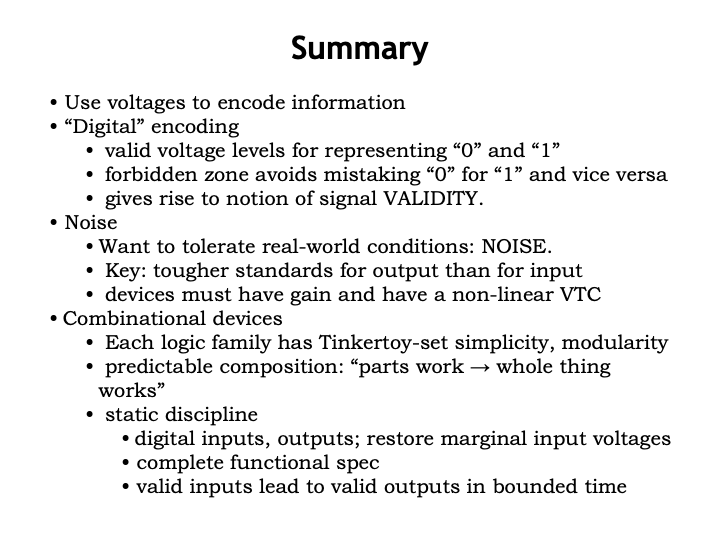 Summary
• Use voltages to encode information
• “Digital” encoding
• valid voltage levels for representing “0” and “1”
• forbidden zone avoids mistaking “0” for “1” and vice versa
• gives rise to notion of signal VALIDITY.
• Noise
• Want to tolerate real-world conditions: NOISE.
• Key: tougher standards for output than for input
• devices must have gain and have a non-linear VTC
• Combinational devices
• Each logic family has Tinkertoy-set simplicity, modularity
• predictable composition: “parts work → whole thing
works”
• static discipline
• digital inputs, outputs; restore marginal input voltages
• complete functional spec
• valid inputs lead to valid outputs in bounded time